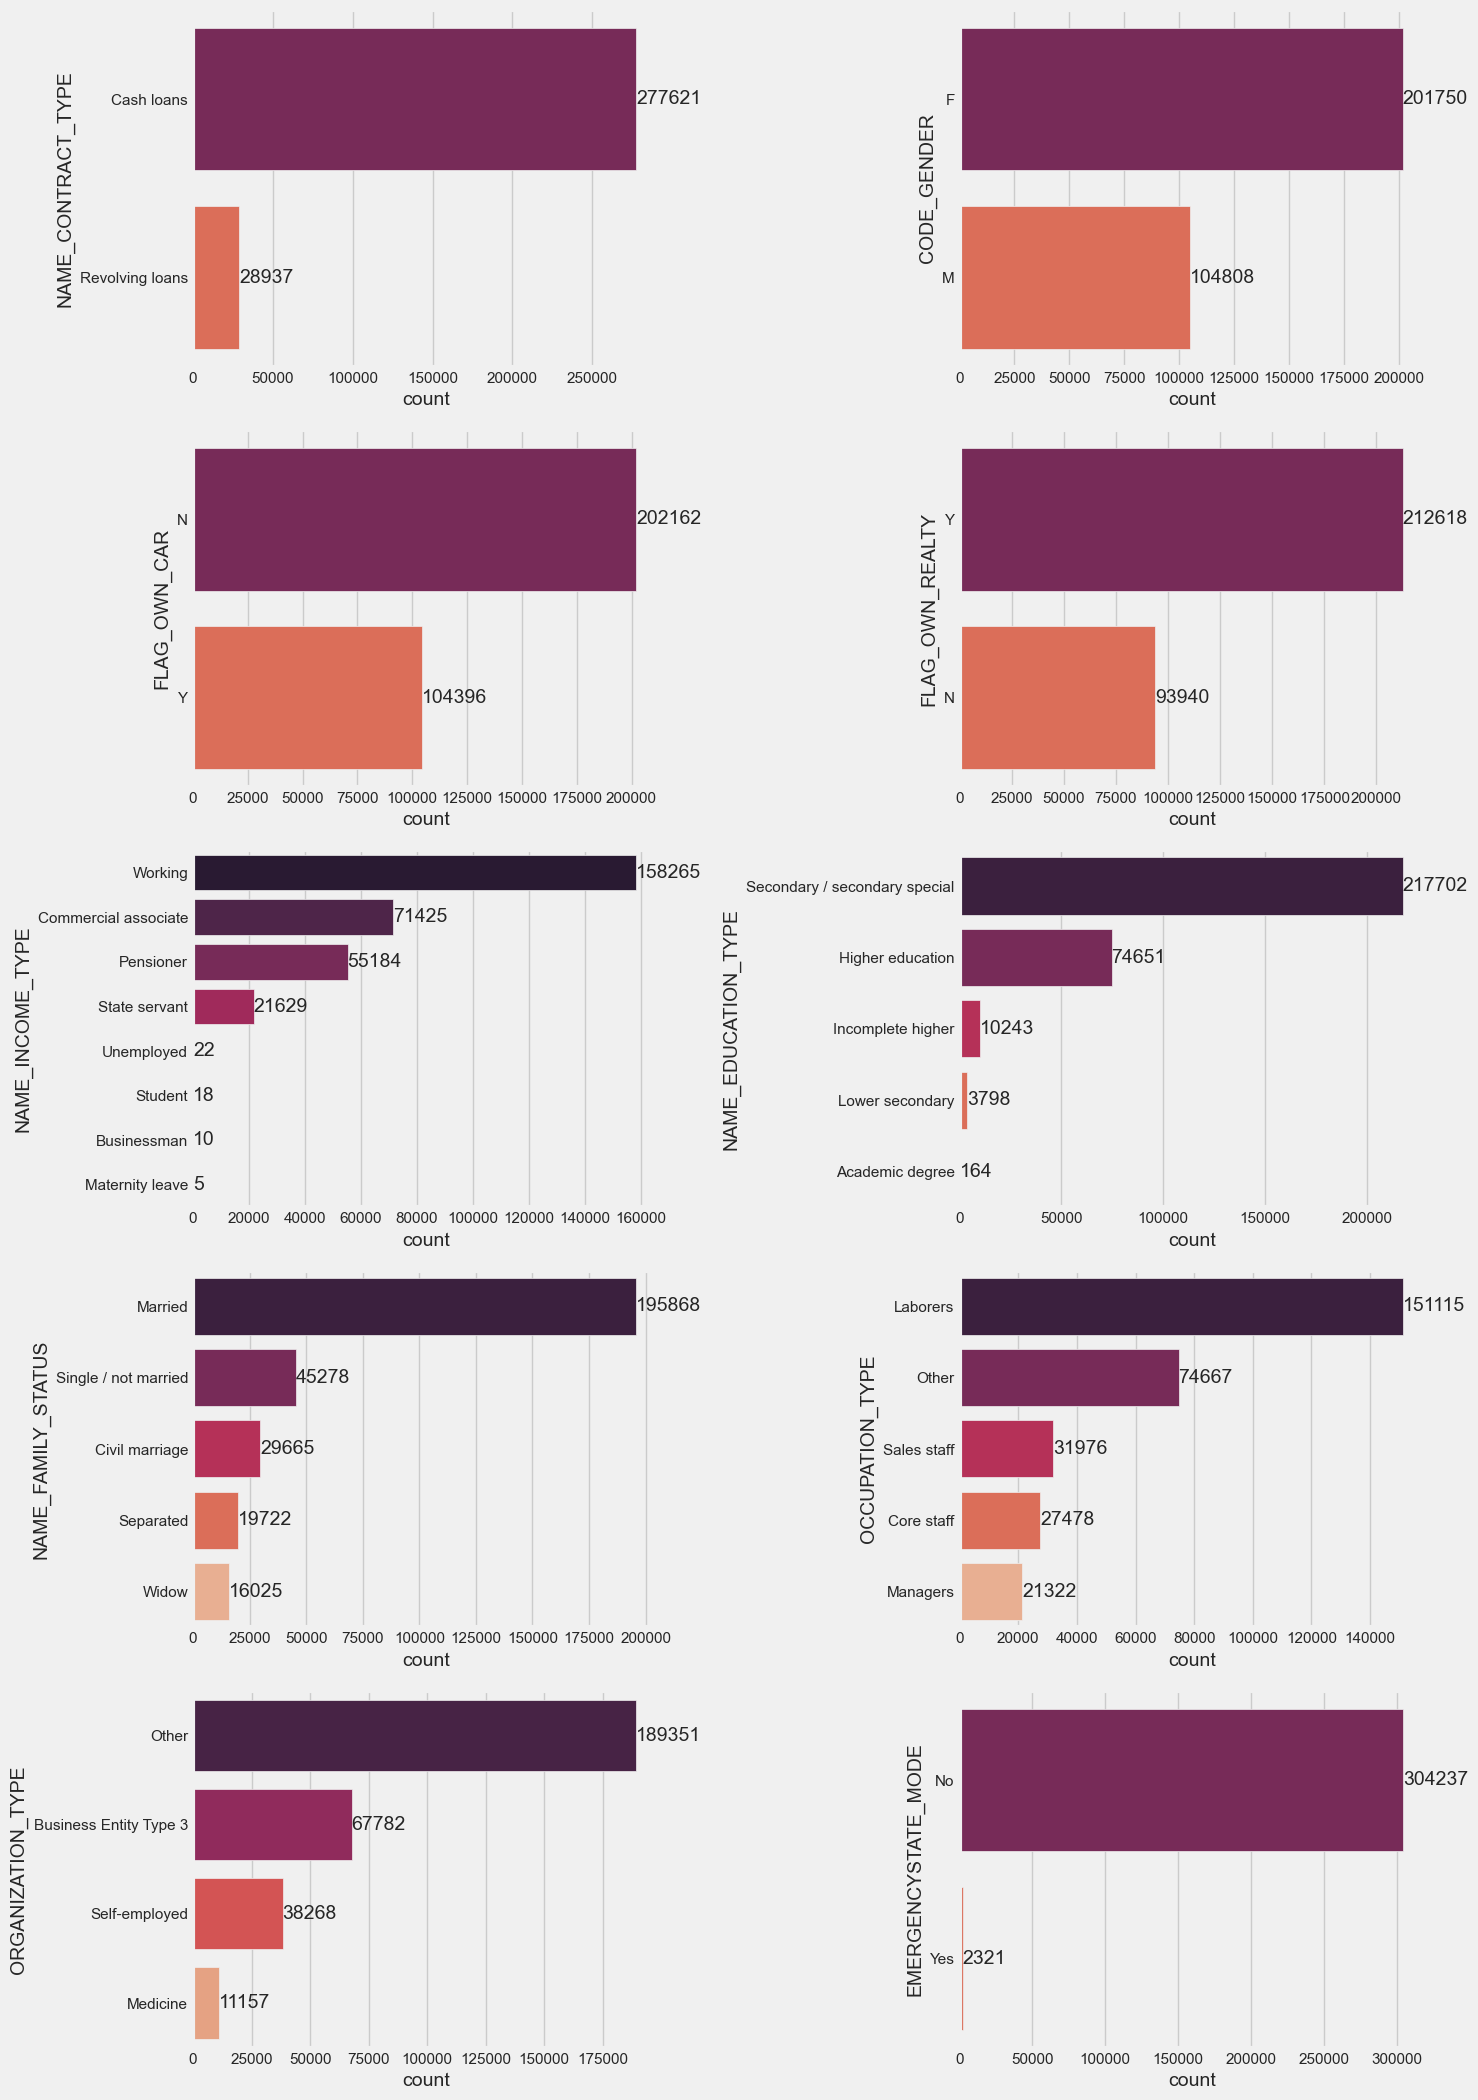 NAME_CONTRACT_TYPE
Cash loans
277621
Revolving loans
28937
0 50000 100000 150000 200000 250000
count
CODE_GENDER
F
201750
M
104808
0 25000 50000 75000 100000 125000 150000 175000 200000
count
FLAG_OWN_CAR
N
202162
Y
104396
0 25000 50000 75000 100000 125000 150000 175000 200000
count
FLAG_OWN_REALTY
Y
212618
N
93940
0 25000 50000 75000 100000 125000 150000 175000 200000
count
NAME_INCOME_TYPE
Working
158265
Commercial associate
71425
Pensioner
55184
State servant
21629
Unemployed
22
Student
18
Businessman
10
Maternity leave
5
0 20000 40000 60000 80000 100000 120000 140000 160000
count
NAME_EDUCATION_TYPE
Secondary / secondary special
217702
Higher education
74651
Incomplete higher
10243
Lower secondary
3798
Academic degree
164
0 50000 100000 150000 200000
count
NAME_FAMILY_STATUS
Married
195868
Single / not married
45278
Civil marriage
29665
Separated
19722
Widow
16025
0 25000 50000 75000 100000 125000 150000 175000 200000
count
OCCUPATION_TYPE
Laborers
151115
Other
74667
Sales staff
31976
Core staff
27478
Managers
21322
0 20000 40000 60000 80000 100000 120000 140000
count
ORGANIZATION_TYPE
Other
189351
Business Entity Type 3
67782
Self-employed
38268
Medicine
11157
0 25000 50000 75000 100000 125000 150000 175000
count
EMERGENCYSTATE_MODE
No
304237
Yes
2321
0 50000 100000 150000 200000 250000 300000
count